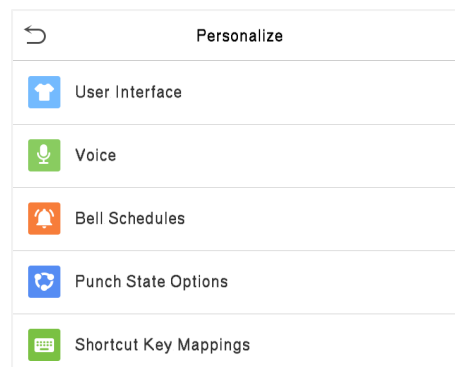 Personalize
User Interface
Voice
Bell Schedules
Punch State Options
Shortcut Key Mappings